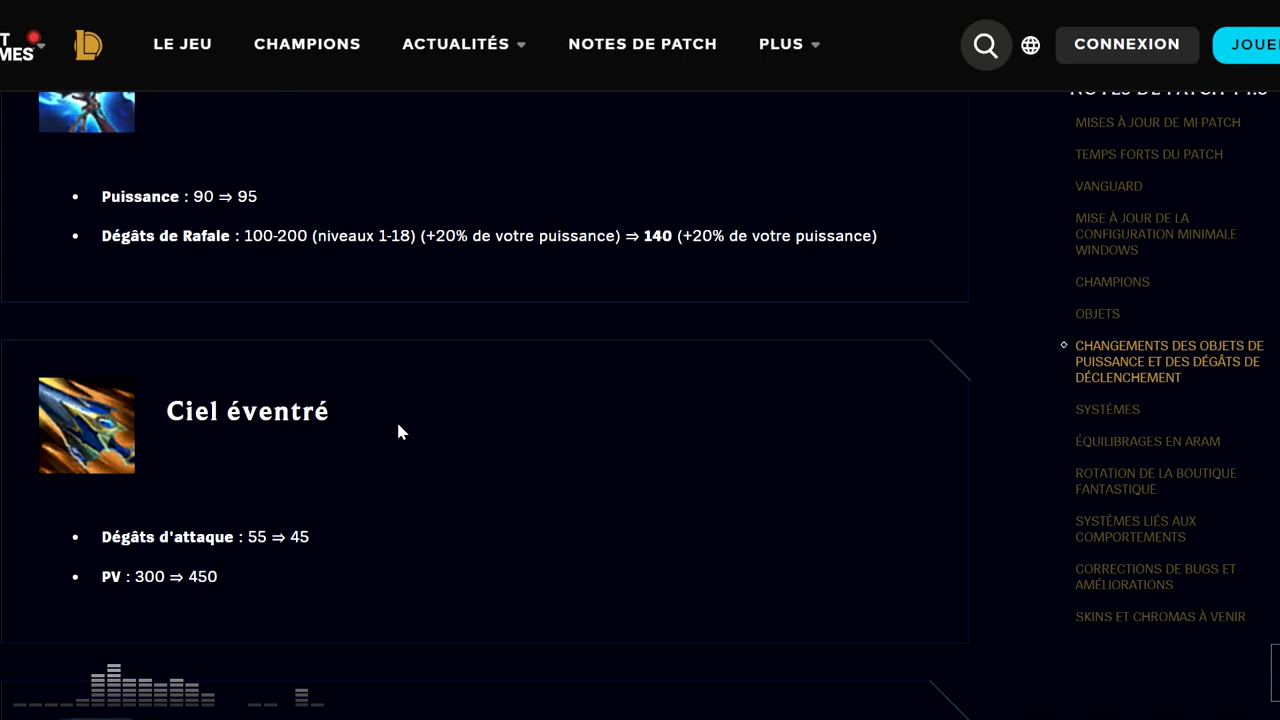 LE JEU
CHAMPIONS
ACTUALITÉS
NOTES DE PATCH
PLUS
CONNEXION
MISES À JOUR DE MI-PATCH
TEMPS FORTS DU PATCH
VANGUARD
MISE À JOUR DE LA
CONFIGURATION MINIMALE
WINDOWS
CHAMPIONS
OBJETS
CHANGEMENTS DES OBJETS DE
PUISSANCE ET DES DÉGÂTS DE
DÉCLENCHEMENT
SYSTÈMES
ÉQUILIBRAGES EN ARAM
ROTATION DE LA BOUTIQUE
FANTASTIQUE
SYSTÈMES LIÉS AUX
COMPORTEMENTS
CORRECTIONS DE BUGS ET
AMÉLIORATIONS
SKINS ET CHROMAS À VENIR
• Puissance : 90 ⇒ 95
• Dégâts de Rafale : 100-200 (niveaux 1-18) (+20% de votre puissance) ⇒ 140 (+20% de votre puissance)
Ciel éventré
• Dégâts d'attaque : 55 ⇒ 45
• PV : 300 ⇒ 450